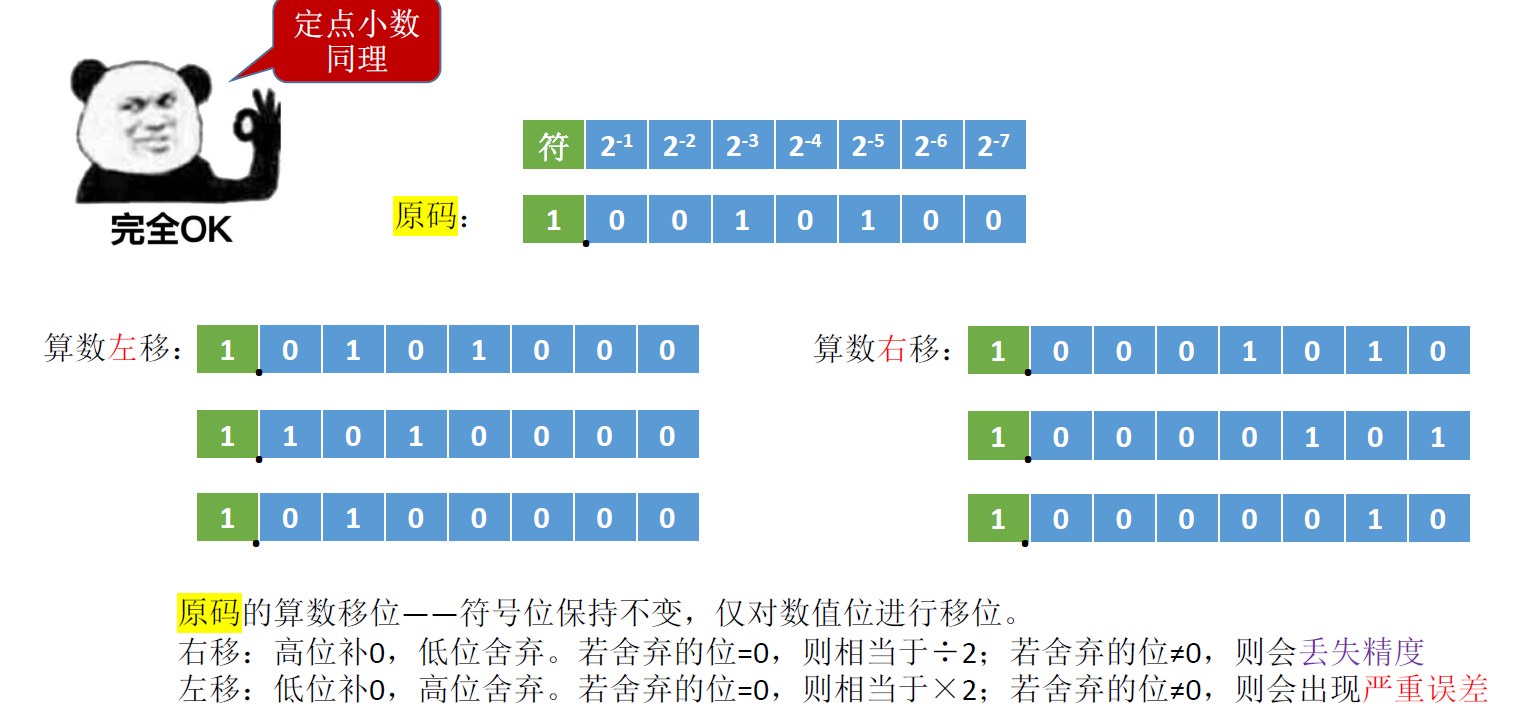 定点小数
同理
完全OK
符 2-1 2-2 2-3 2-4 2-5 2-6 2-7
原码： 1 0 0 1 0 1 0 0
算数左移： 1 0 1 0 1 0 0 0
1 1 0 1 0 0 0 0
1 0 1 0 0 0 0 0
算数右移： 1 0 0 0 1 0 1 0
1 0 0 0 0 1 0 1
1 0 0 0 0 0 1 0
原码的算数移位——符号位保持不变，仅对数值位进行移位。
右移：高位补0，低位舍弃。若舍弃的位=0，则相当于÷2；若舍弃的位≠0，则会丢失精度
左移：低位补0，高位舍弃。若舍弃的位=0，则相当于×2；若舍弃的位≠0，则会出现严重误差